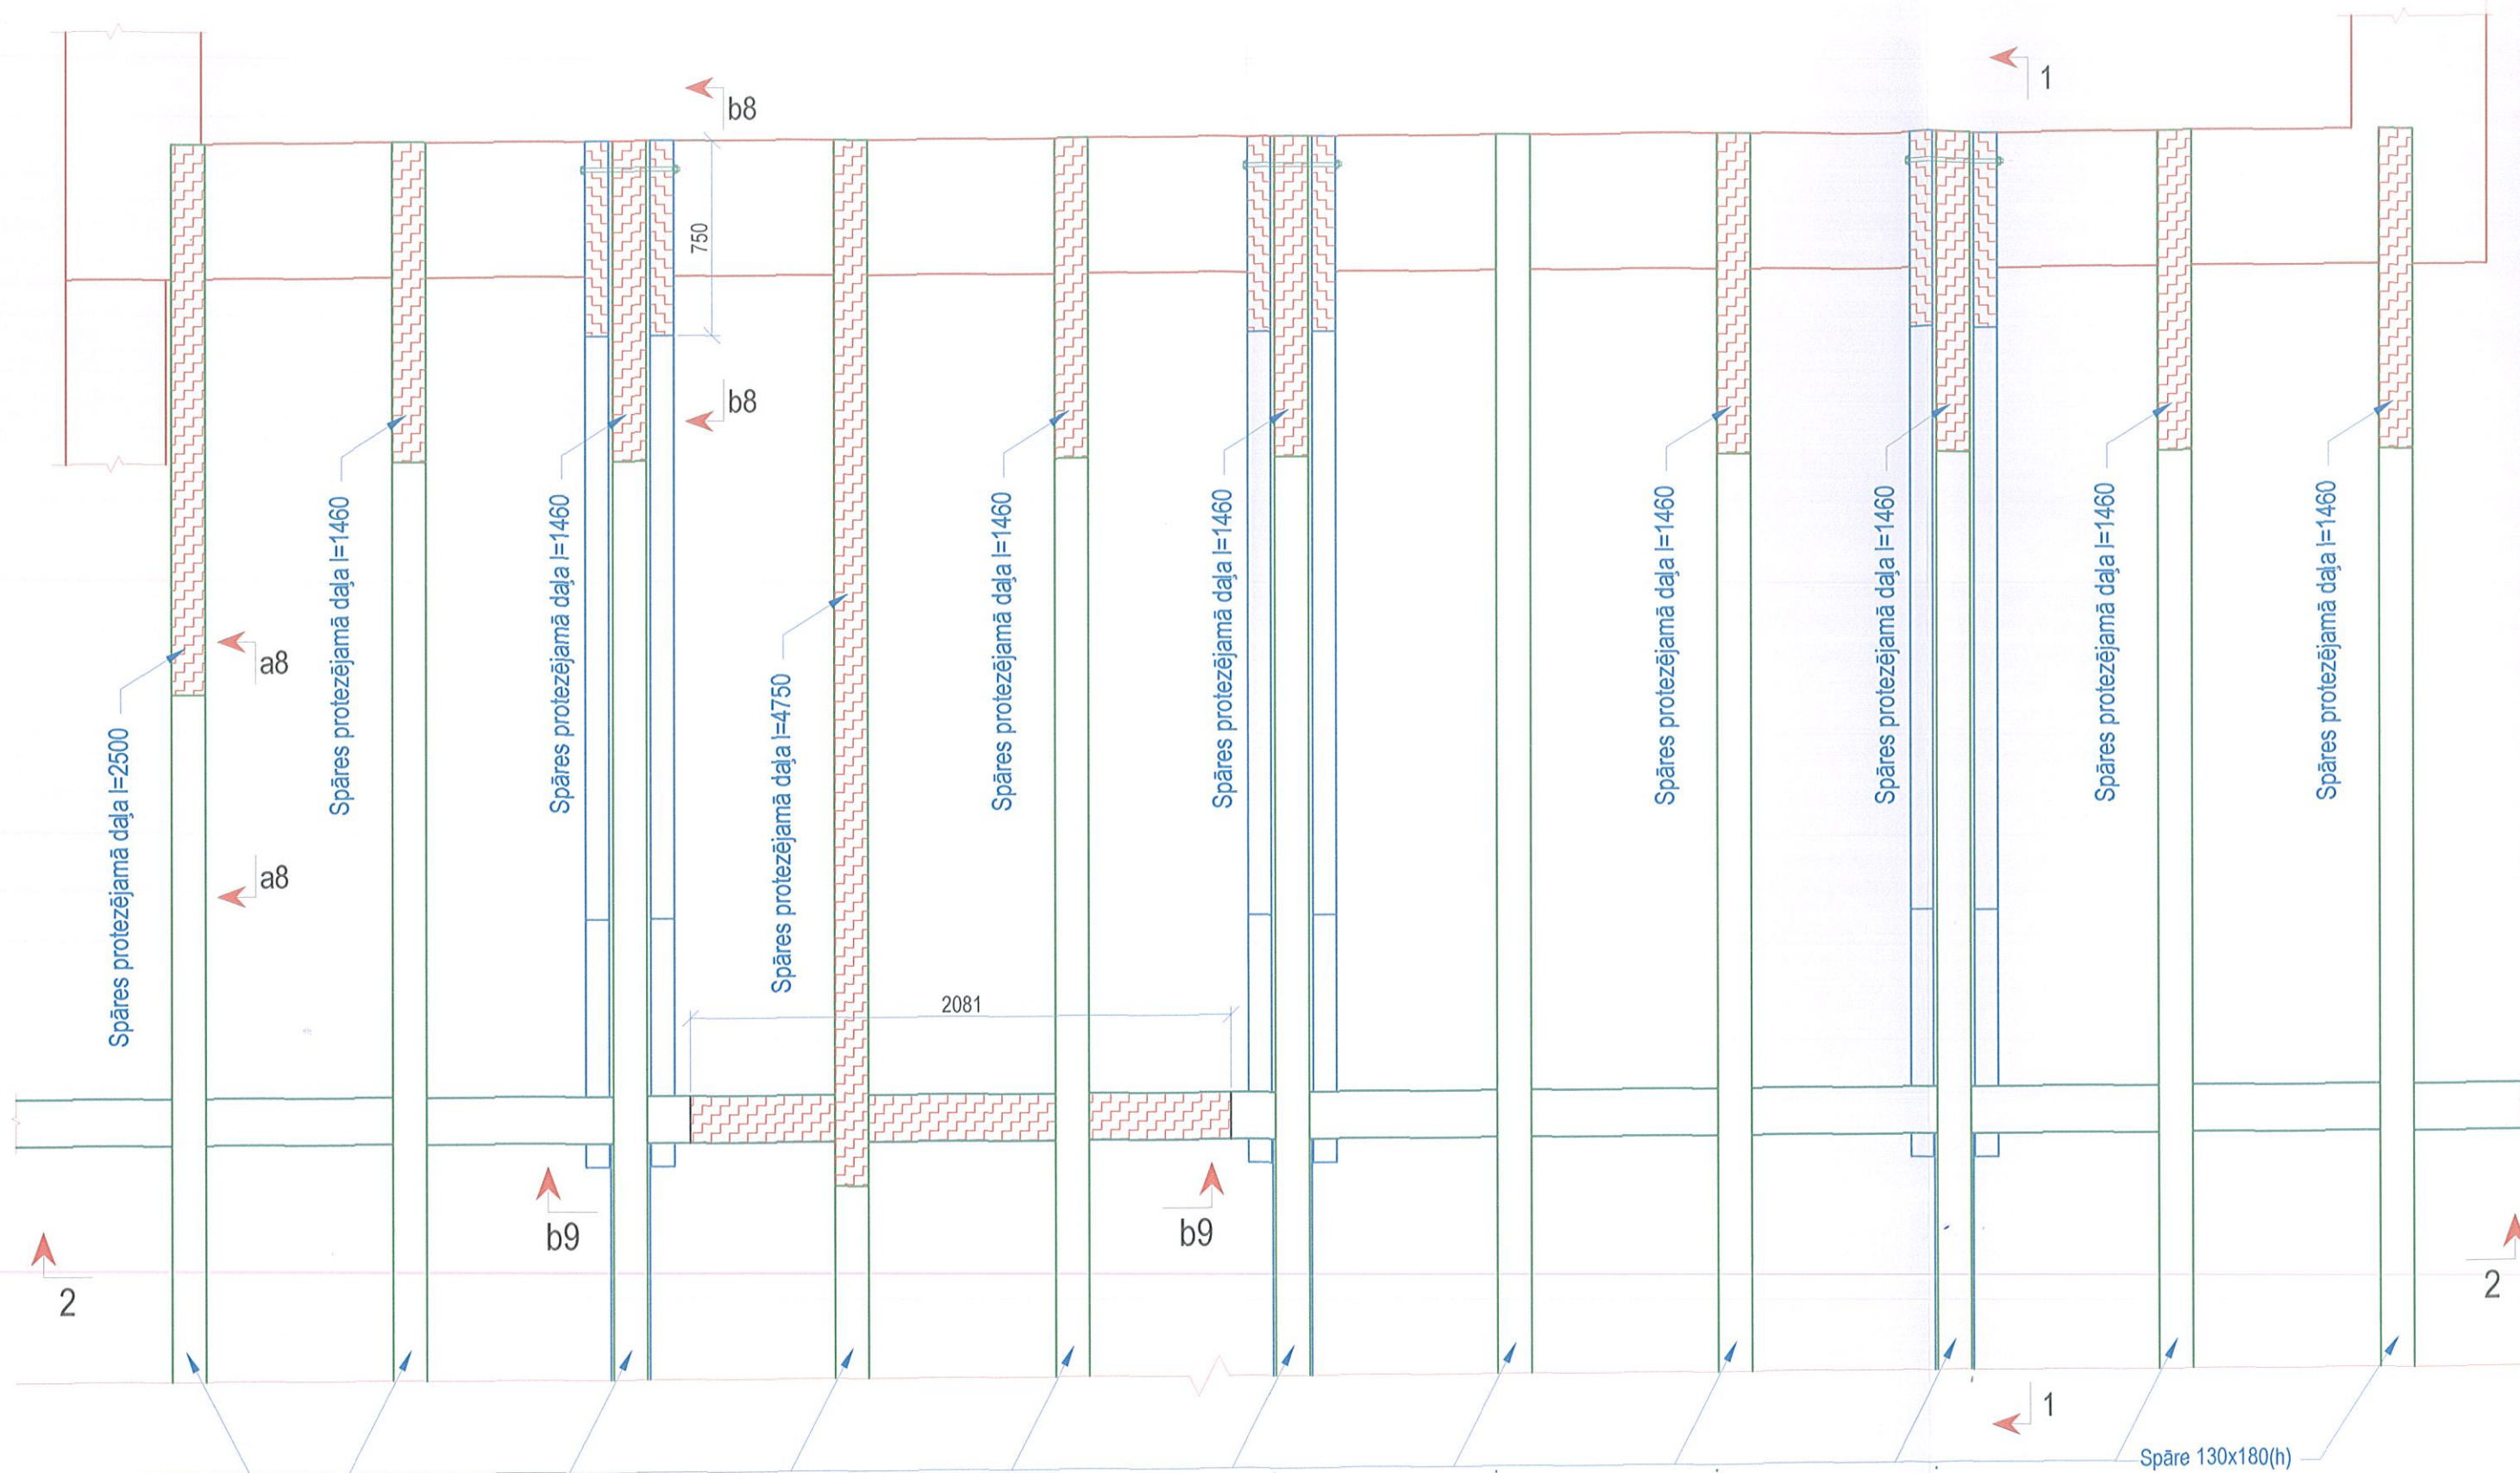 1
b8
750
b8
Spāres protezējamā daļa l=1460
Spāres protezējamā daļa l=1460
Spāres protezējamā daļa l=1460
Spāres protezējamā daļa l=1460
Spāres protezējamā daļa l=1460
Spāres protezējamā daļa l=1460
Spāres protezējamā daļa l=1460
Spāres protezējamā daļa l=1460
a8
Spāres protezējamā daļa l=4750
Spāres protezējamā daļa l=2500
a8
2081
b9
b9
2
2
1
Spāre 130x180(h)